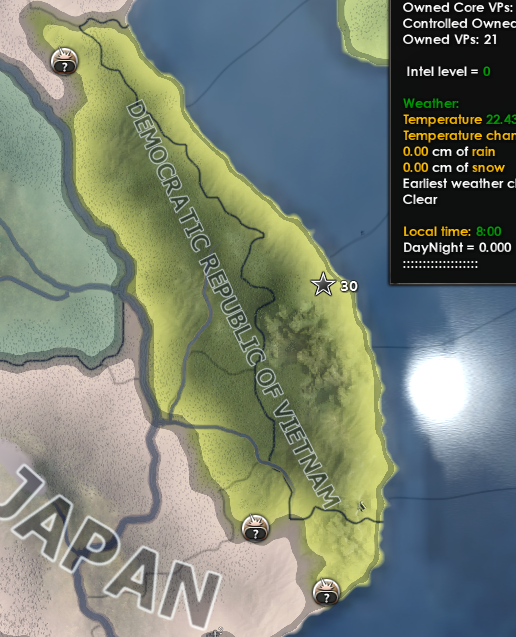 Owned Core VPs:
Controlled Owned
Owned VPs: 21
Intel level = 0
Weather:
Temperature 22.43
Temperature
0.00 cm of rain
0.00 cm of snow
Earliest weather
Clear
Local time: 8:00
DayNight = 0.000
?
DEMOCRATIC REPUBLIC OF VIETNAM
30
JAPAN
?
?